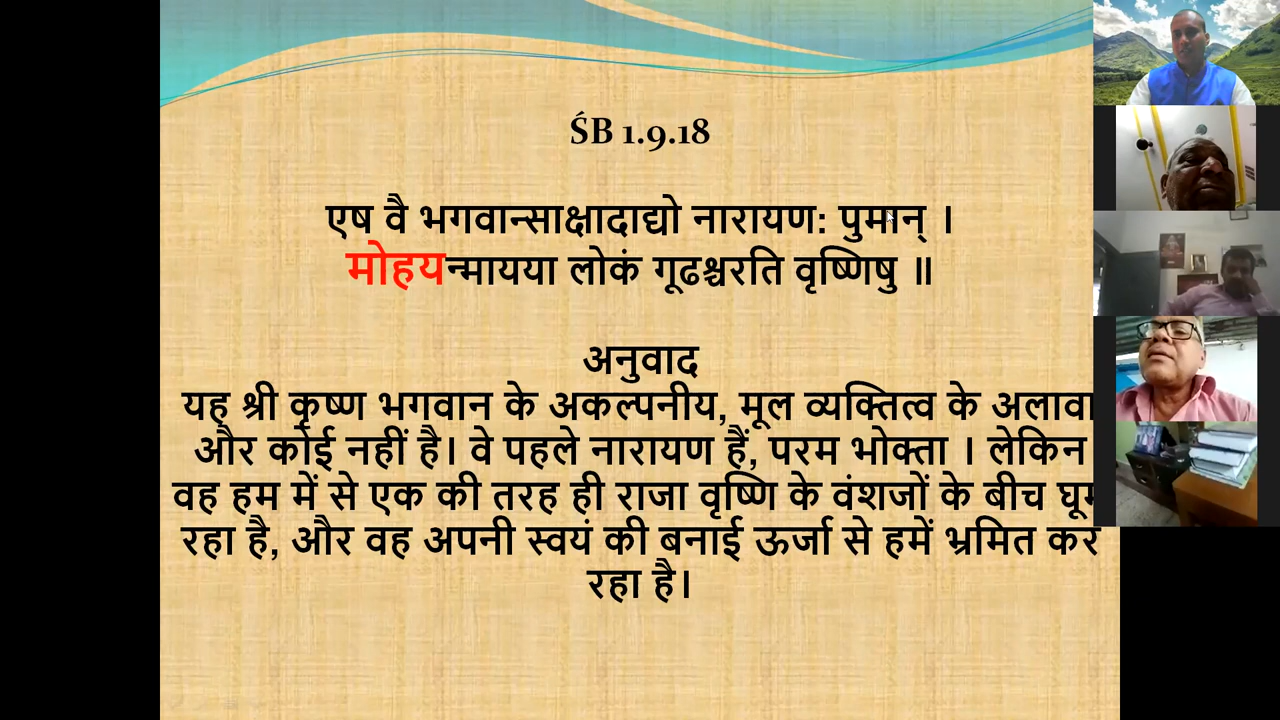 ŚB 1.9.18
एष वै भगवान्साक्षादाद्यो नारायण: पुमान् ।
मोहयन्मायया लोकं गूढश्चरति वृष्णिषु ॥
अनुवाद
यह श्री कृष्ण भगवान के अकल्पनीय, मूल व्यक्तित्व के अलावा
और कोई नहीं है। वे पहले नारायण हैं, परम भोक्ता । लेकिन
वह हम में से एक की तरह ही राजा वृष्णि के वंशजों के बीच घूम
रहा है, और वह अपनी स्वयं की बनाई ऊर्जा से हमें भ्रमित कर
रहा है।